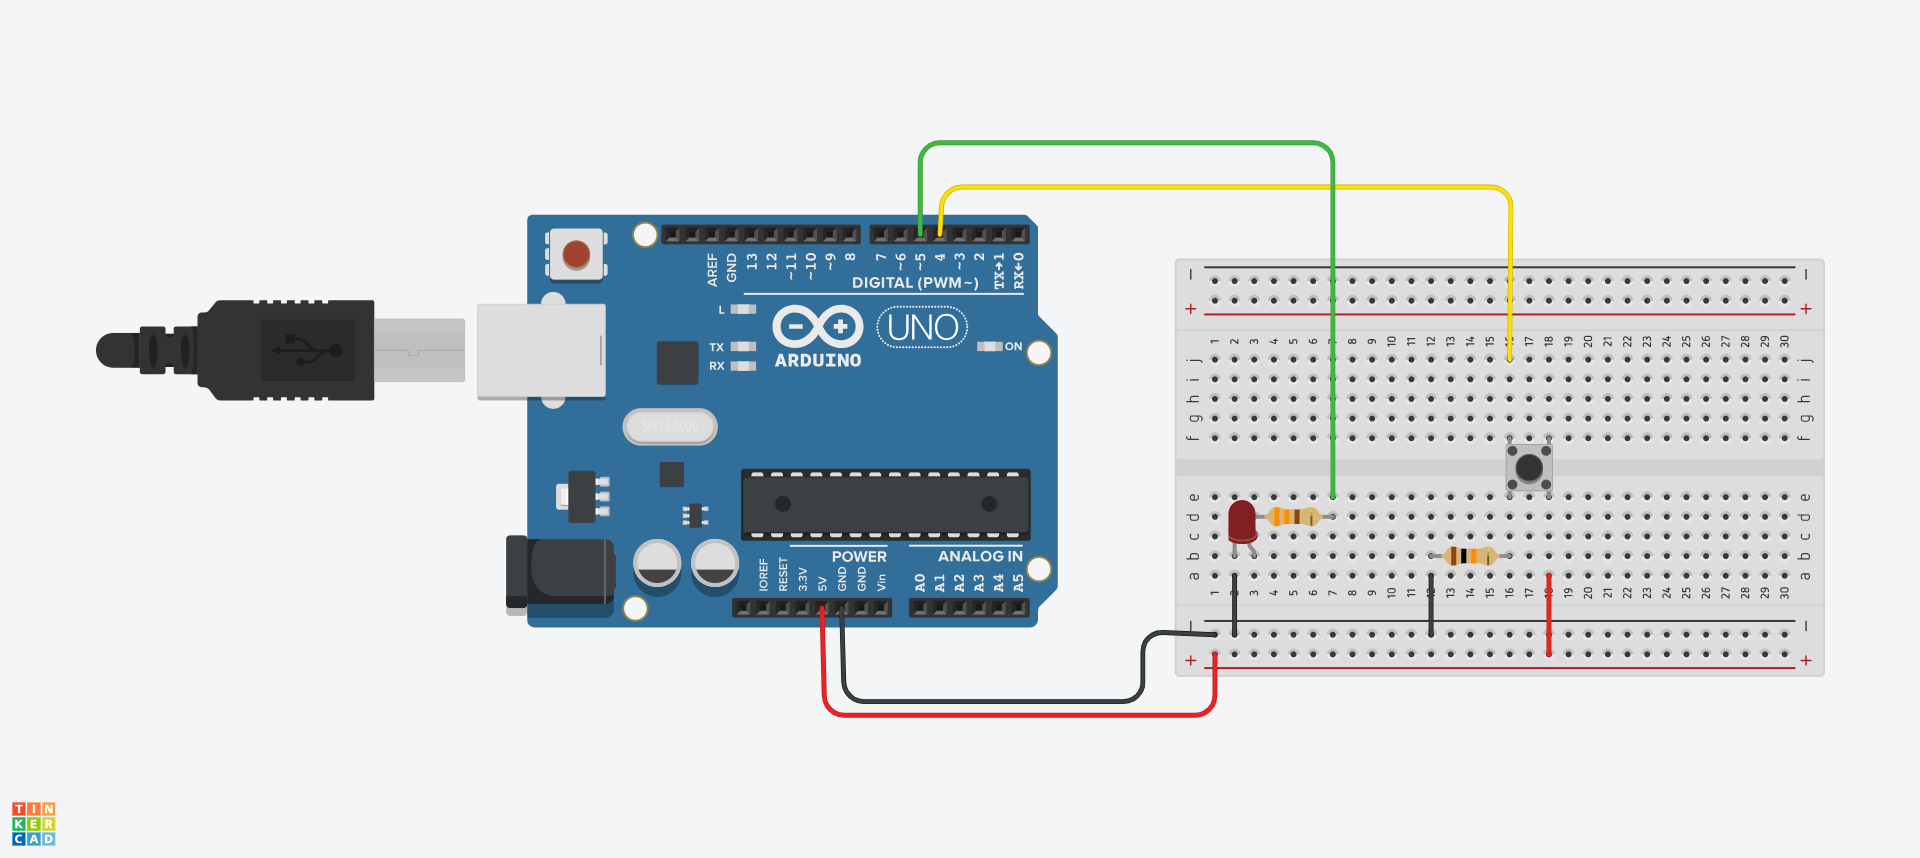 AREF
GND
13
12
~11
~10
~9
8
7
~6
~5
4
~3
2
TX→1
RX←0
DIGITAL (PWM~)
L
TX
RX
ARDUINO
UNO
ON
SPK16.000G
POWER
ANALOG IN
IOREF
RESET
3.3V
5V
GND
GND
Vin
A0
A1
A2
A3
A4
A5
− −
+ +
1 2 3 4 5 6 7 8 9 10 11 12 13 14 15 16 17 18 19 20 21 22 23 24 25 26 27 28 29 30
j j
i i
h h
g g
f f
e e
d d
c c
b b
a a
1 2 3 4 5 6 7 8 9 10 11 12 13 14 15 16 17 18 19 20 21 22 23 24 25 26 27 28 29 30
− −
+ +
TIN
KER
CAD